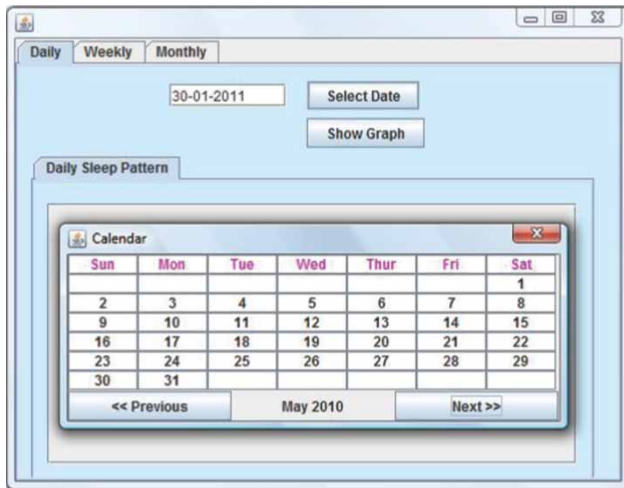 Daily Weekly Monthly
30-01-2011 Select Date
Show Graph
Daily Sleep Pattern
Calendar
Sun Mon Tue Wed Thur Fri Sat
1
2 3 4 5 6 7 8
9 10 11 12 13 14 15
16 17 18 19 20 21 22
23 24 25 26 27 28 29
30 31
<< Previous May 2010 Next >>